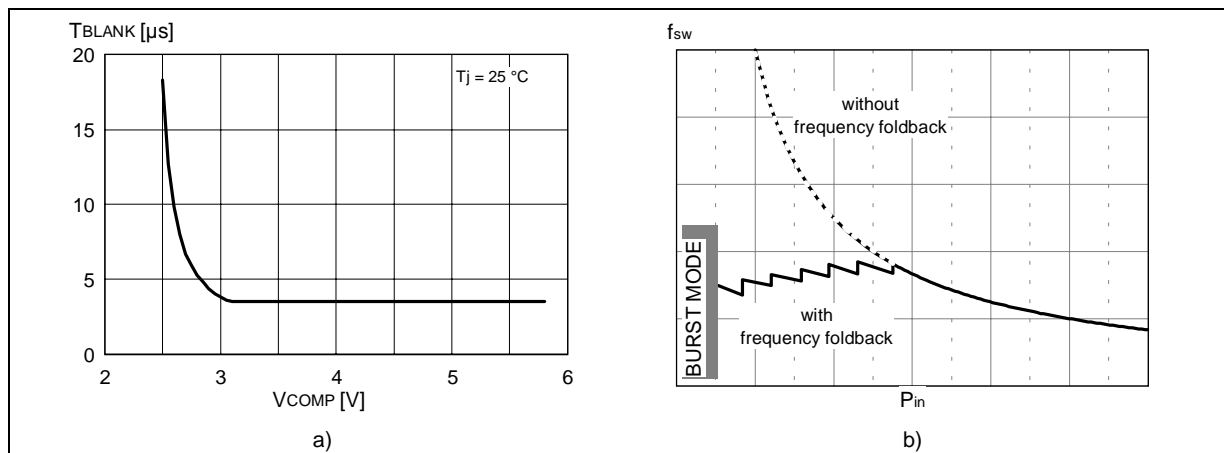 TBLANK [µs]
20
15
10
5
0
Tj = 25 °C
2 3 4 5 6
VCOMP [V]
a)
fsw
without
frequency foldback
BURST MODE
with
frequency foldback
Pin
b)